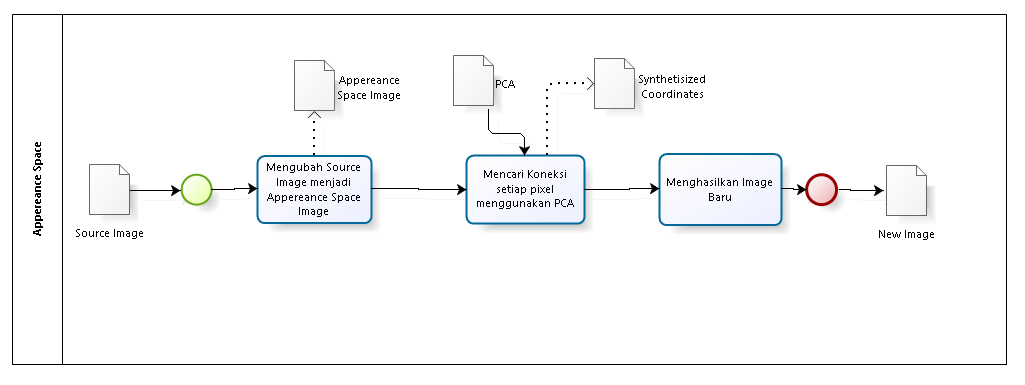 Appereance Space
Source Image
Mengubah Source
Image menjadi
Appereance Space
Image
Appereance
Space Image
PCA
Mencari Koneksi
setiap pixel
menggunakan PCA
Synthetisized
Coordinates
Menghasilkan Image
Baru
New Image